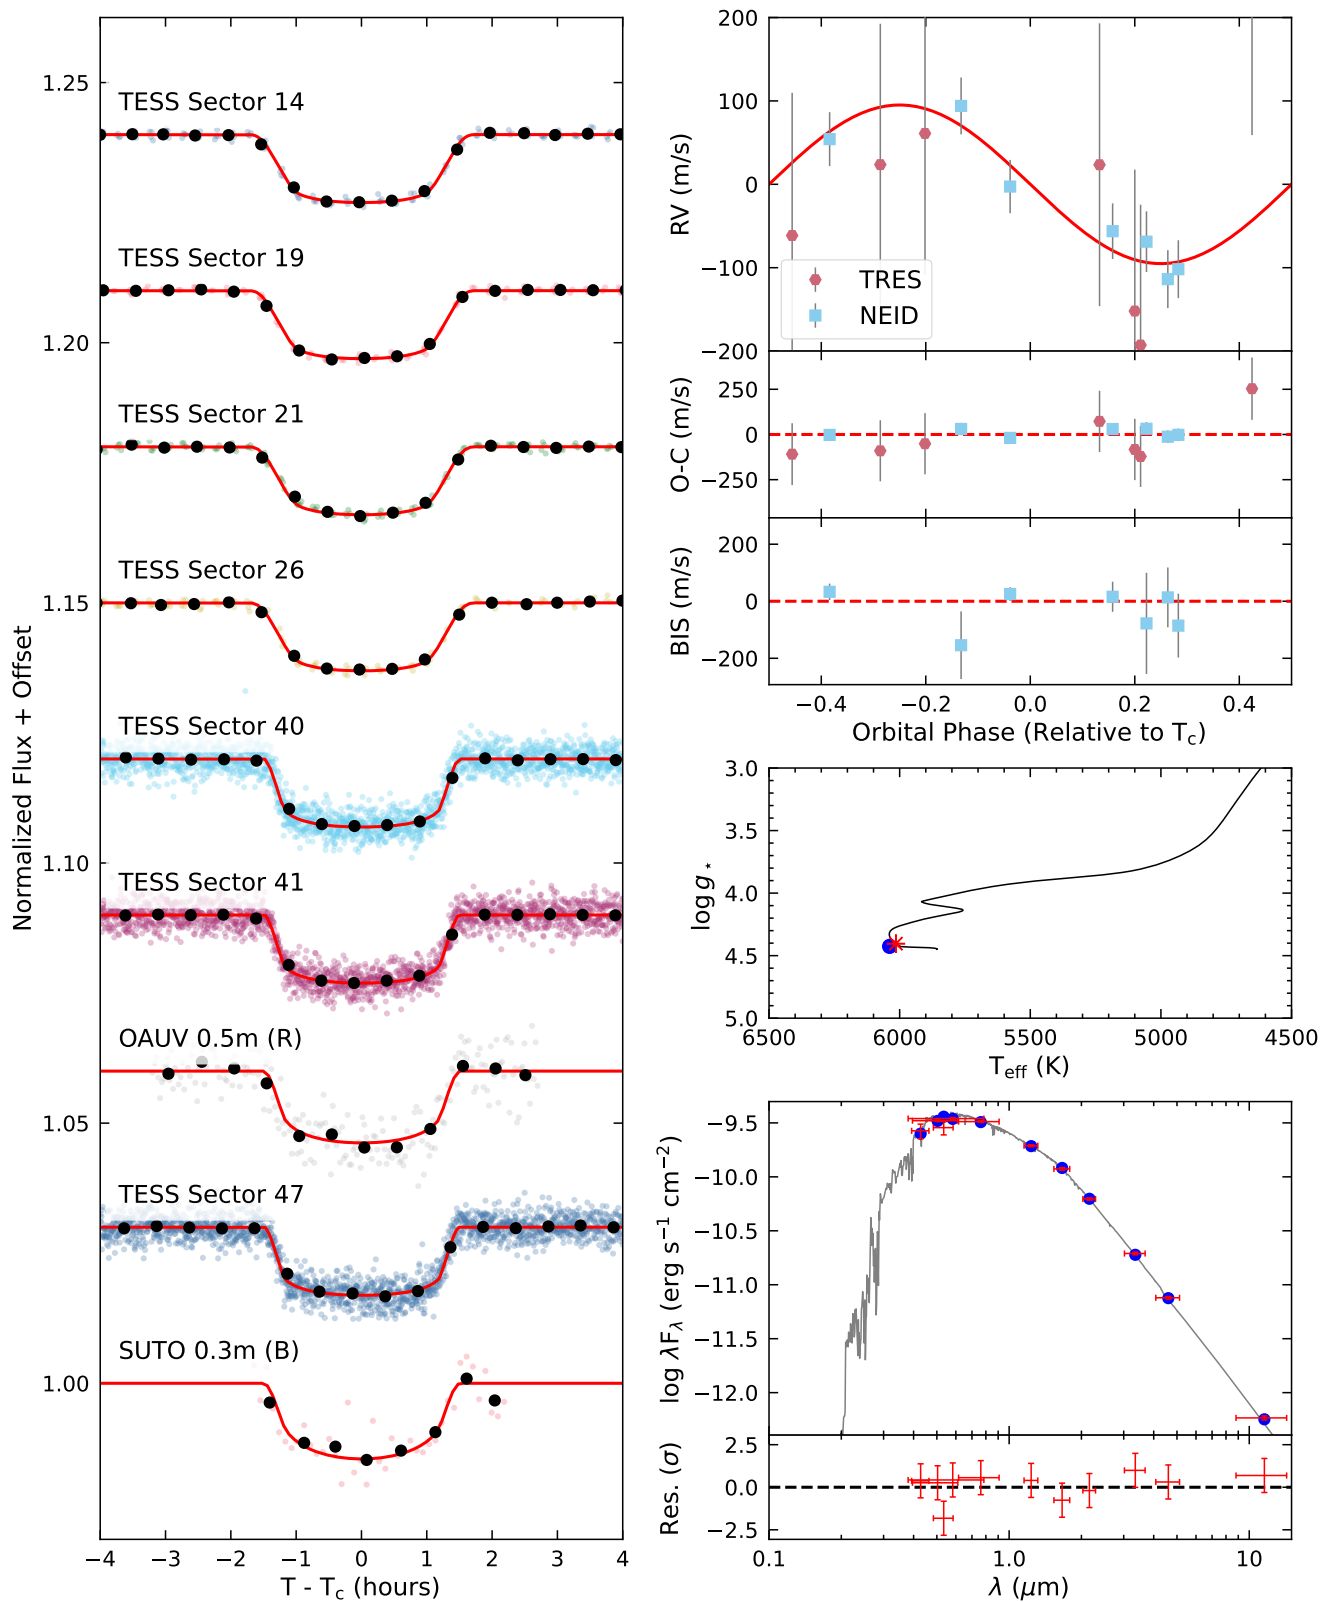 Normalized Flux + Offset
1.25
1.20
1.15
1.10
1.05
1.00
TESS Sector 14
TESS Sector 19
TESS Sector 21
TESS Sector 26
TESS Sector 40
TESS Sector 41
OAUV 0.5m (R)
TESS Sector 47
SUTO 0.3m (B)
−4 −3 −2 −1 0 1 2 3 4
T - Tc (hours)
RV (m/s)
200
100
0
−100
−200
TRES
NEID
O-C (m/s)
250
0
−250
BIS (m/s)
200
0
−200
−0.4 −0.2 0.0 0.2 0.4
Orbital Phase (Relative to Tc)
log g⋆
3.0
3.5
4.0
4.5
5.0
6500 6000 5500 5000 4500
Teff (K)
log λFλ (erg s−1 cm−2)
−9.5
−10.0
−10.5
−11.0
−11.5
−12.0
Res. (σ)
2.5
0.0
−2.5
0.1 1.0 10
λ (μm)